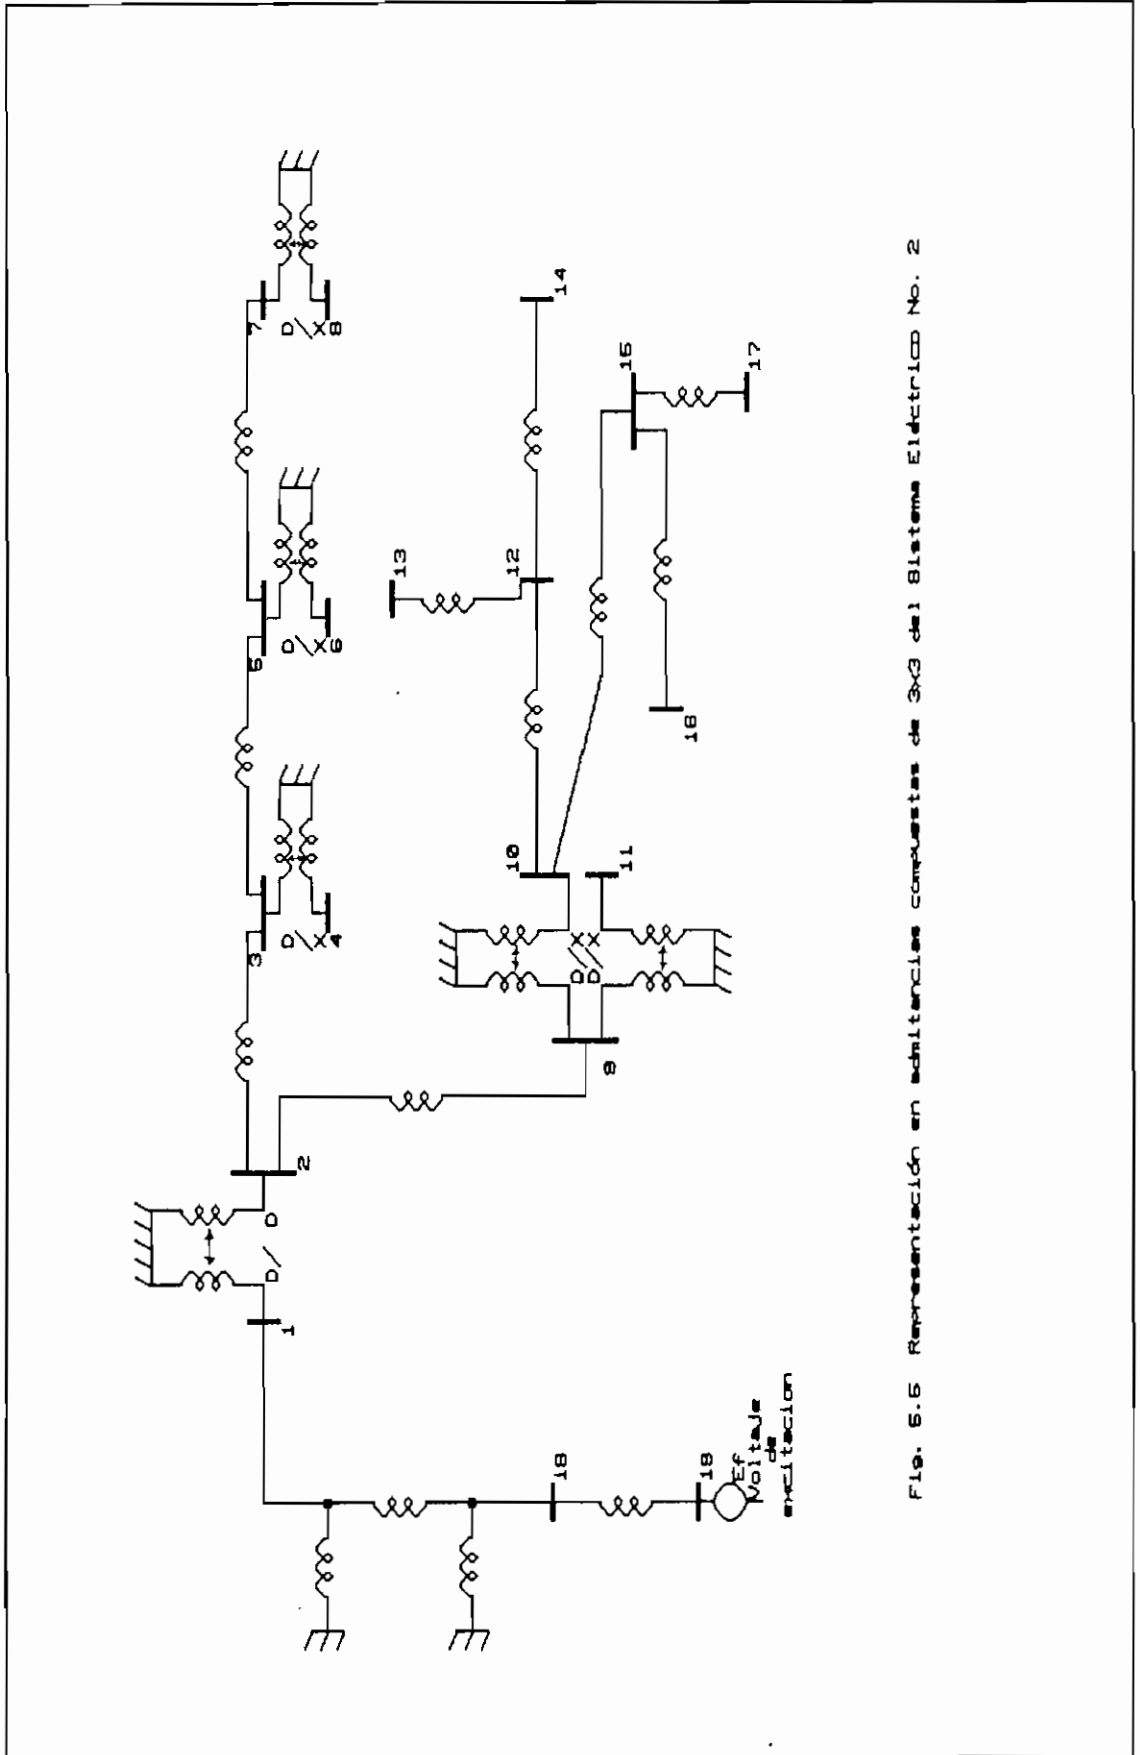 7
D/X
8
5
D/X
6
3
D/X
4
2
D/D
1
13
12
14
10
11
D/X
D/X
9
15
17
16
18
19
Ef
Voltaje
de
excitacion
Fig. 5.5 Representación en admitancias compuestas de 3x3 del Sistema Eléctrico No. 2